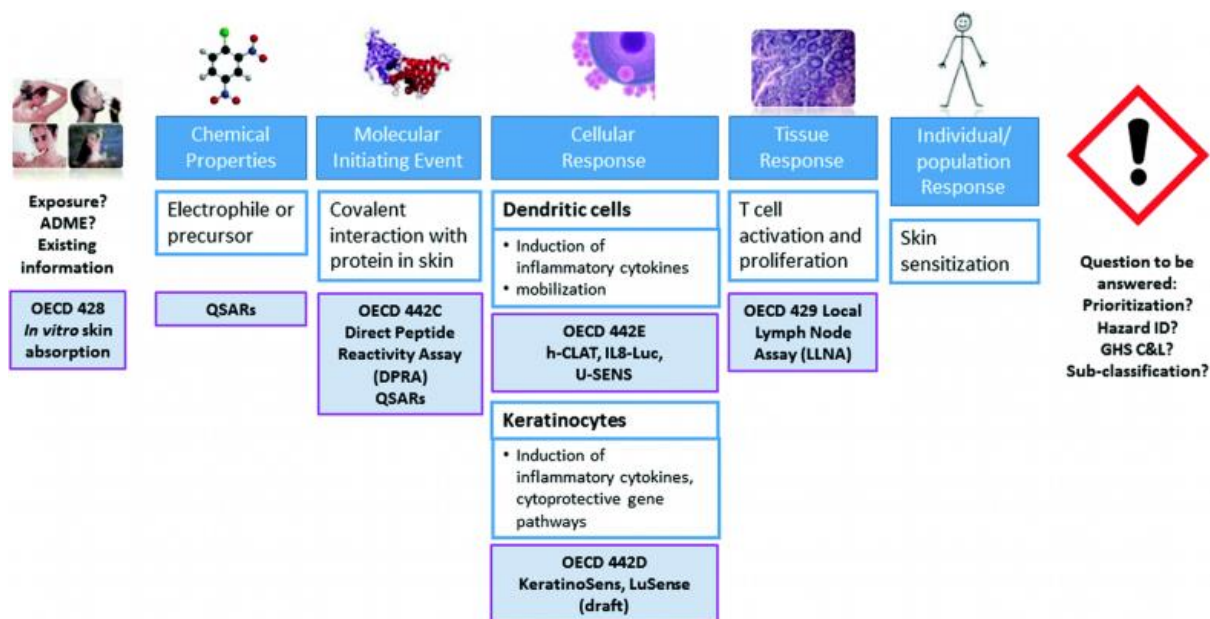 Exposure?
ADME?
Existing
information
OECD 428
In vitro skin
absorption
Chemical
Properties
Electrophile or
precursor
QSARs
Molecular
Initiating Event
Covalent
interaction with
protein in skin
OECD 442C
Direct Peptide
Reactivity Assay
(DPRA)
QSARs
Cellular
Response
Dendritic cells
• Induction of
inflammatory cytokines
• mobilization
OECD 442E
h-CLAT, IL8-Luc,
U-SENS
Keratinocytes
• Induction of
inflammatory cytokines,
cytoprotective gene
pathways
OECD 442D
KeratinoSens, LuSense
(draft)
Tissue
Response
T cell
activation and
proliferation
OECD 429 Local
Lymph Node
Assay (LLNA)
Individual/
population
Response
Skin
sensitization
Question to be
answered:
Prioritization?
Hazard ID?
GHS C&L?
Sub-classification?